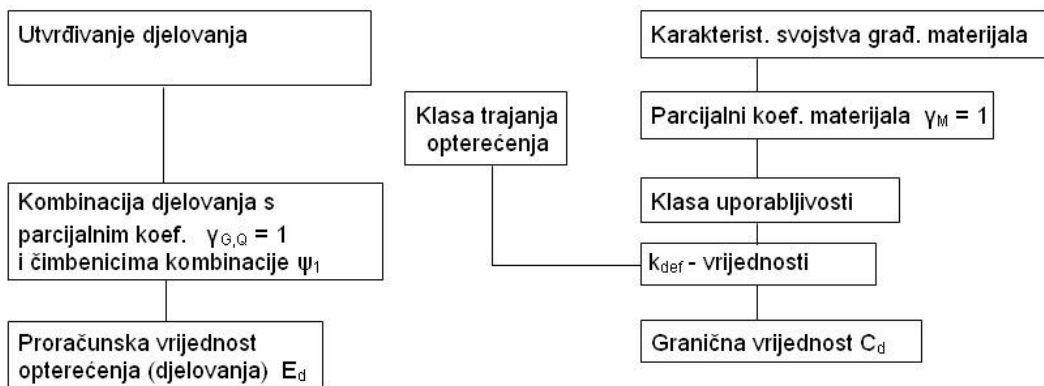 Utvrđivanje djelovanja
Kombinacija djelovanja s
parcijalnim koef. γG,Q = 1
i čimbenicima kombinacije ψ1
Proračunska vrijednost
opterećenja (djelovanja) Ed
Klasa trajanja
opterećenja
Karakterist. svojstva građ. materijala
Parcijalni koef. materijala γM = 1
Klasa uporabljivosti
kdef - vrijednosti
Granična vrijednost Cd